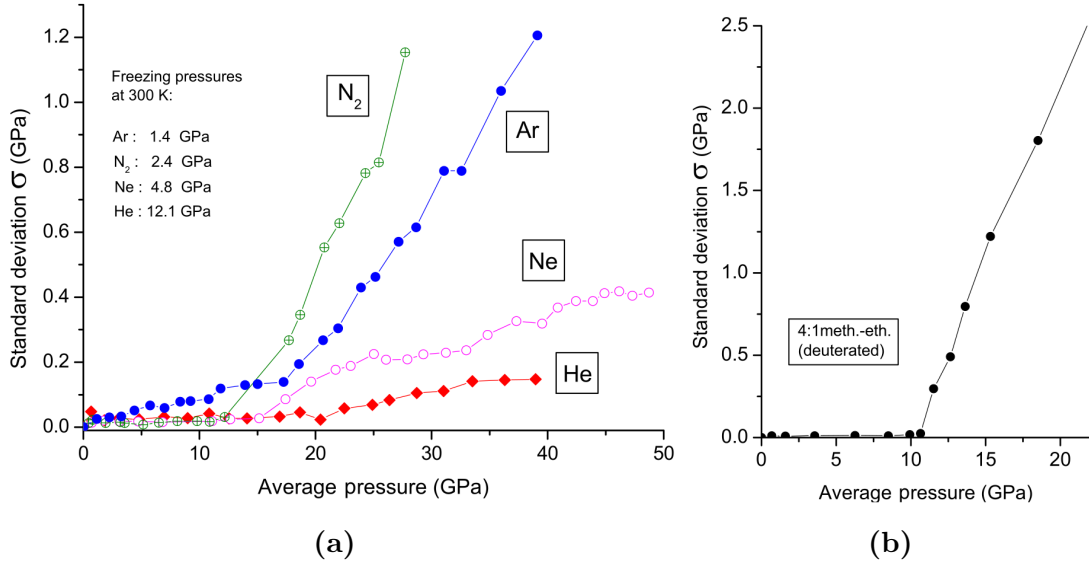 Standard deviation σ (GPa)
1.2
1.0
0.8
0.6
0.4
0.2
0.0
Freezing pressures
at 300 K:
Ar : 1.4 GPa
N2 : 2.4 GPa
Ne : 4.8 GPa
He : 12.1 GPa
N2
Ar
Ne
He
0 10 20 30 40 50
Average pressure (GPa)
(a)
Standard deviation σ (GPa)
2.5
2.0
1.5
1.0
0.5
0.0
4:1meth.-eth.
(deuterated)
0 5 10 15 20
Average pressure (GPa)
(b)